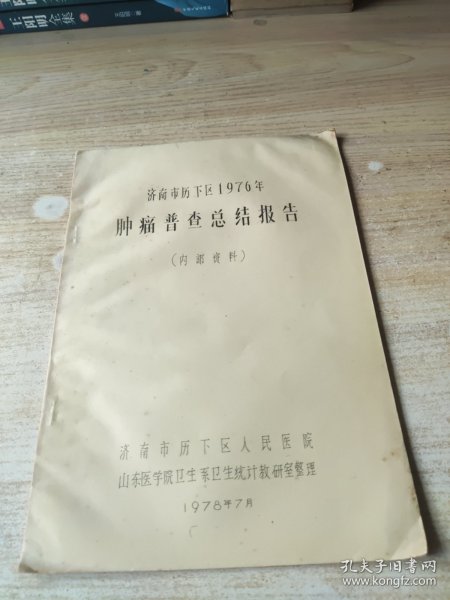 济南市历下区1976年
肿瘤普查总结报告
(内部资料)
济南市历下区人民医院
山东医学院卫生系卫生统计教研室整理
1978年7月
孔夫子旧书网
www.kongfz.com